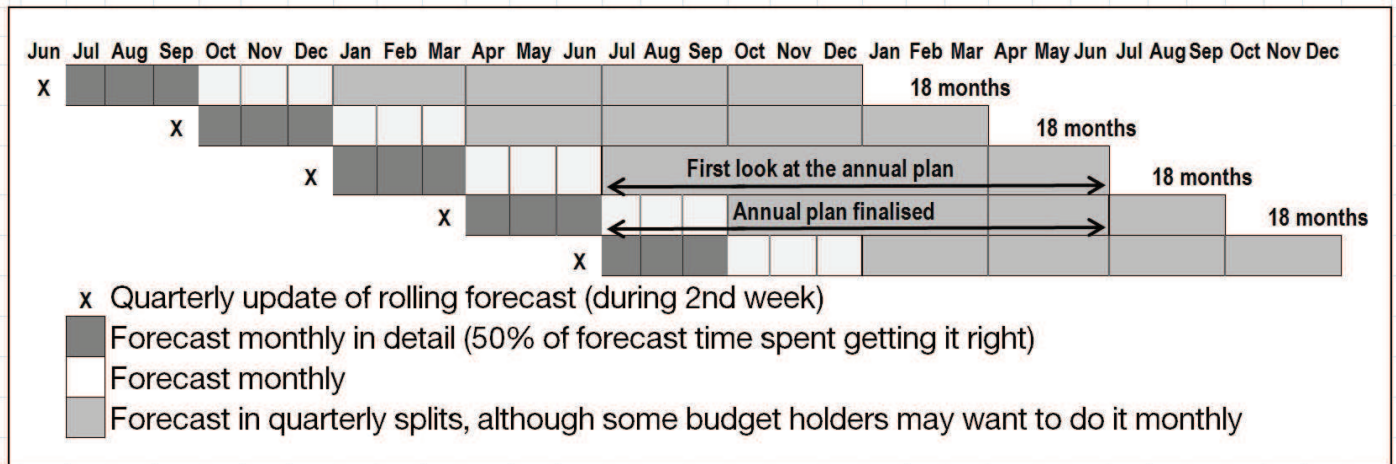 Jun Jul Aug Sep Oct Nov Dec Jan Feb Mar Apr May Jun Jul Aug Sep Oct Nov Dec Jan Feb Mar Apr May Jun Jul Aug Sep Oct Nov Dec
X 18 months
X 18 months
X First look at the annual plan 18 months
X Annual plan finalised 18 months
X
X Quarterly update of rolling forecast (during 2nd week)
Forecast monthly in detail (50% of forecast time spent getting it right)
Forecast monthly
Forecast in quarterly splits, although some budget holders may want to do it monthly